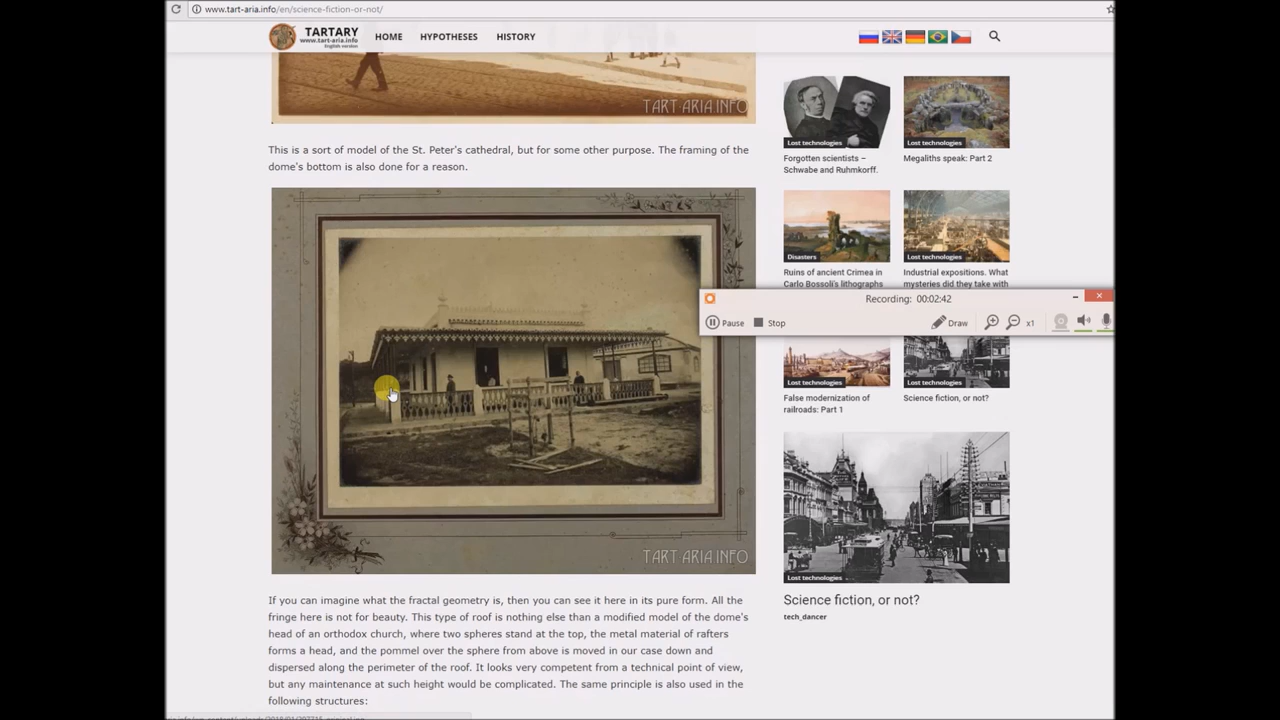 www.tart-aria.info/en/science-fiction-or-not/
TARTARY
www.tart-aria.info
English version
HOME
HYPOTHESES
HISTORY
TART ARIA INFO
This is a sort of model of the St. Peter's cathedral, but for some other purpose. The framing of the
dome's bottom is also done for a reason.
TART ARIA INFO
If you can imagine what the fractal geometry is, then you can see it here in its pure form. All the
fringe here is not for beauty. This type of roof is nothing else than a modified model of the dome's
head of an orthodox church, where two spheres stand at the top, the metal material of rafters
forms a head, and the pommel over the sphere from above is moved in our case down and
dispersed along the perimeter of the roof. It looks very competent from a technical point of view,
but any maintenance at such height would be complicated. The same principle is also used in the
following structures:
Lost technologies
Forgotten scientists –
Schwabe and Ruhmkorff.
Lost technologies
Megaliths speak: Part 2
Disasters
Ruins of ancient Crimea in
Carlo Bossoli's lithographs
Lost technologies
Industrial expositions. What
mysteries did they take with
Recording: 00:02:42
Pause
Stop
Draw
x1
Lost technologies
False modernization of
railroads: Part 1
Lost technologies
Science fiction, or not?
Lost technologies
Science fiction, or not?
tech_dancer